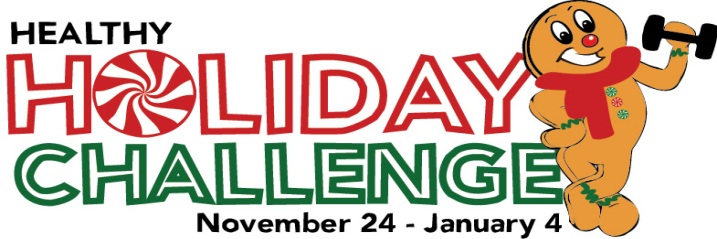 HEALTHY
HOLIDAY
CHALLENGE
November 24 - January 4